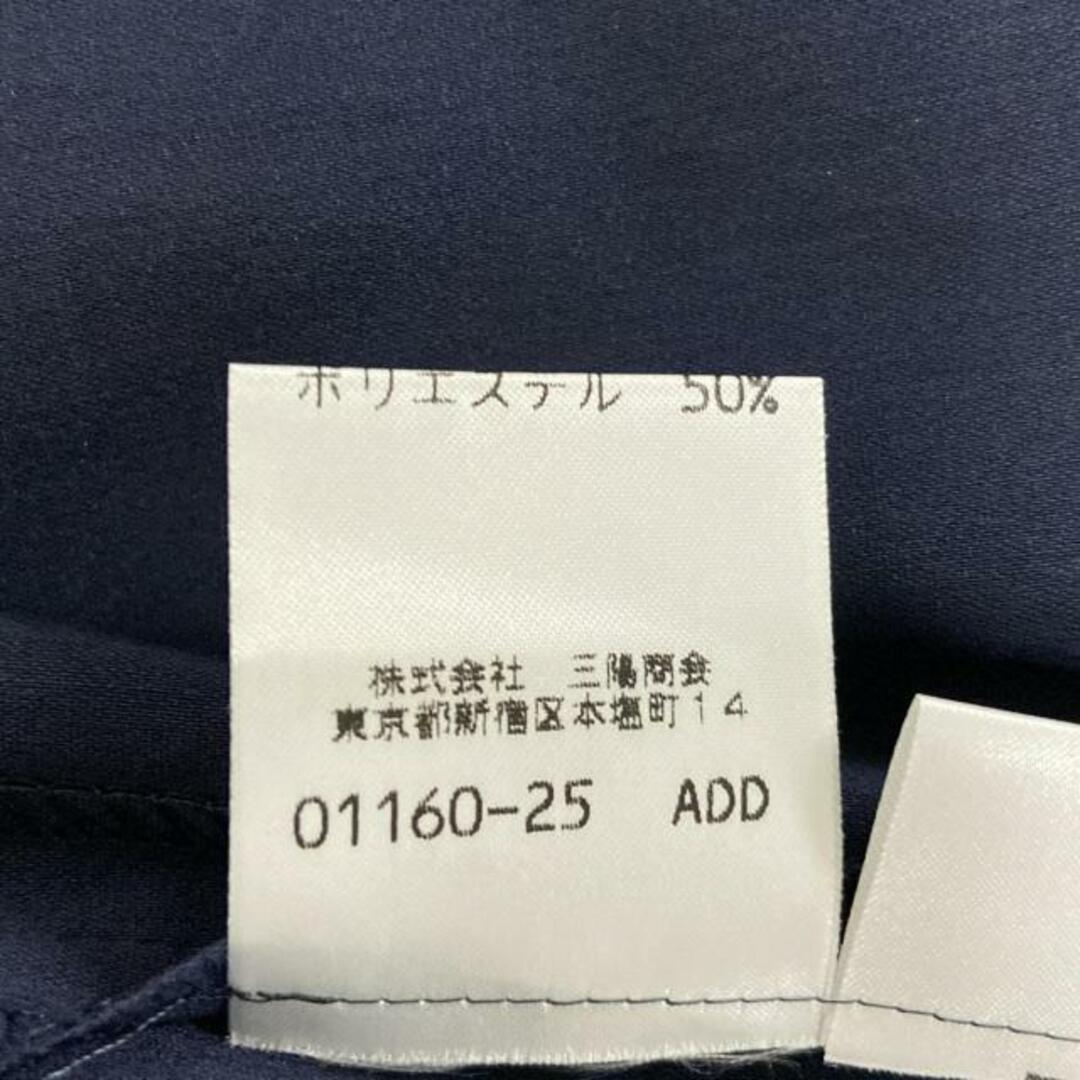 ポリエステル 50%
株式会社 三陽商会
東京都新宿区本塩町14
01160-25 ADD